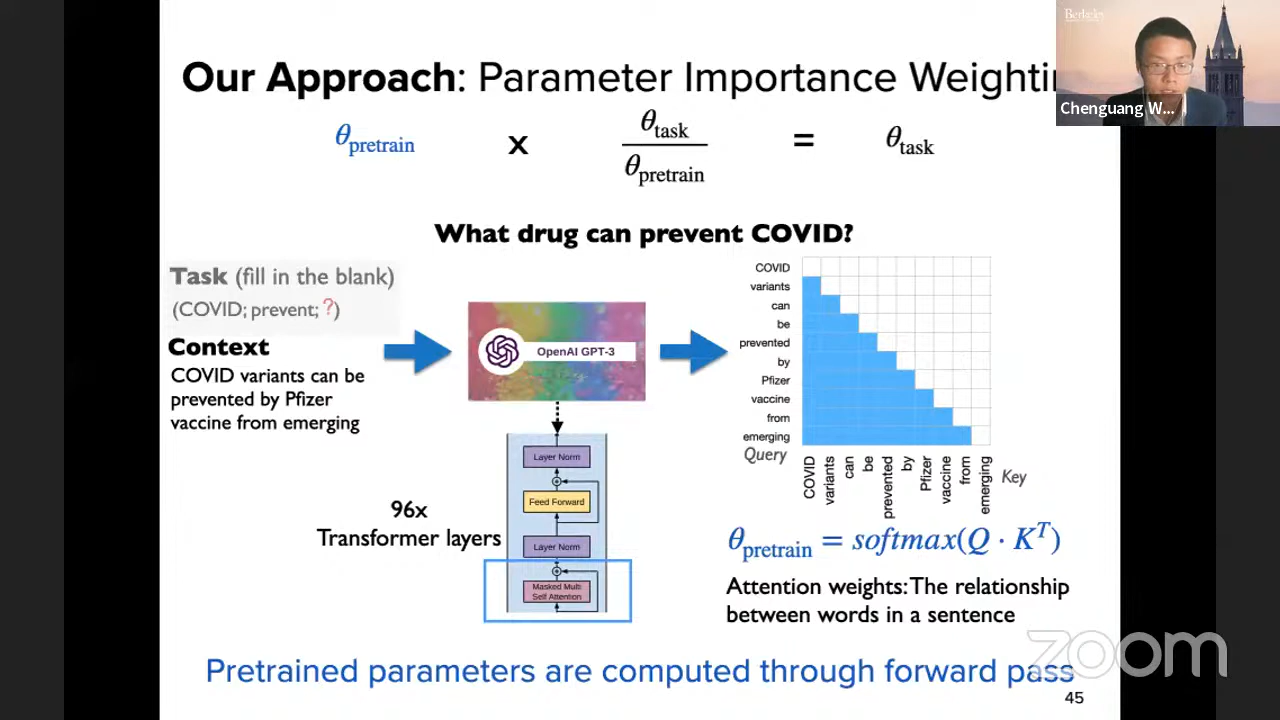 Our Approach: Parameter Importance Weightin
Berkeley
Chenguang W...
θpretrain x θtask / θpretrain = θtask
What drug can prevent COVID?
Task (fill in the blank)
(COVID; prevent; ?)
Context
COVID variants can be
prevented by Pfizer
vaccine from emerging
OpenAI GPT-3
96x
Transformer layers
Layer Norm
Feed Forward
Layer Norm
Masked Multi
Self Attention
COVID
variants
can
be
prevented
by
Pfizer
vaccine
from
emerging
Query
COVID
variants
can
be
prevented
by
Pfizer
vaccine
from
emerging
Key
θpretrain = softmax(Q · K^T)
Attention weights: The relationship
between words in a sentence
zoom
Pretrained parameters are computed through forward pass
45